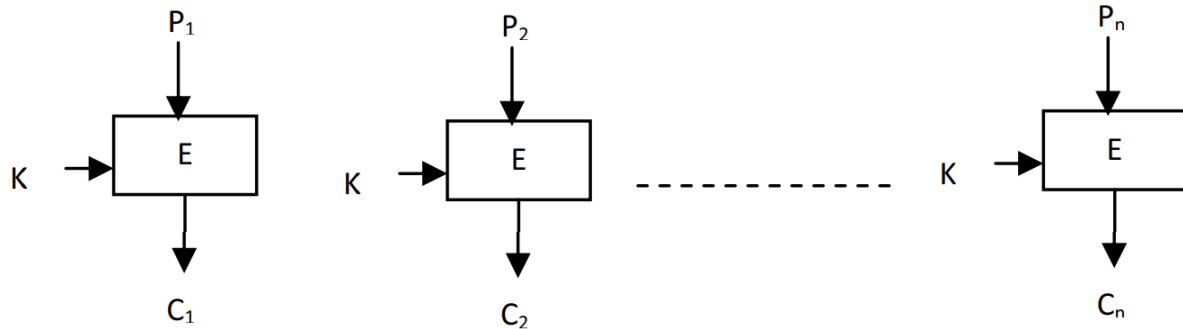 P₁ P₂ Pₙ
E E E
K K K
C₁ C₂ Cₙ